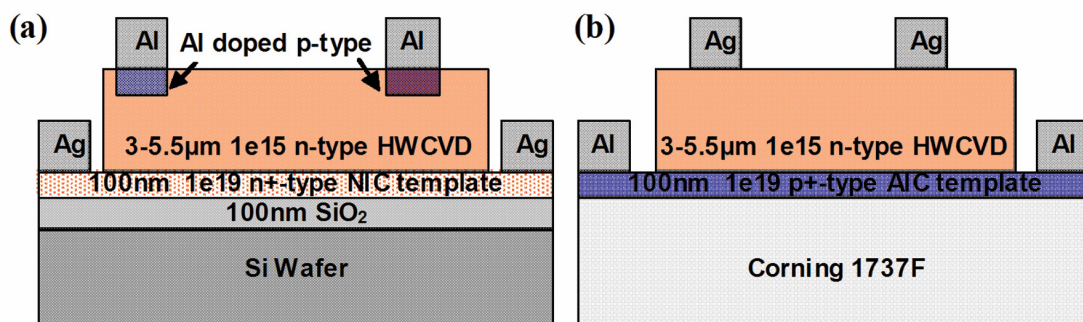 (a)
Al
Al doped p-type
Al
Ag
3-5.5μm 1e15 n-type HWCVD
Ag
100nm 1e19 n+-type NIC template
100nm SiO₂
Si Wafer
(b)
Ag
Ag
Al
3-5.5μm 1e15 n-type HWCVD
Al
100nm 1e19 p+-type AIC template
Corning 1737F